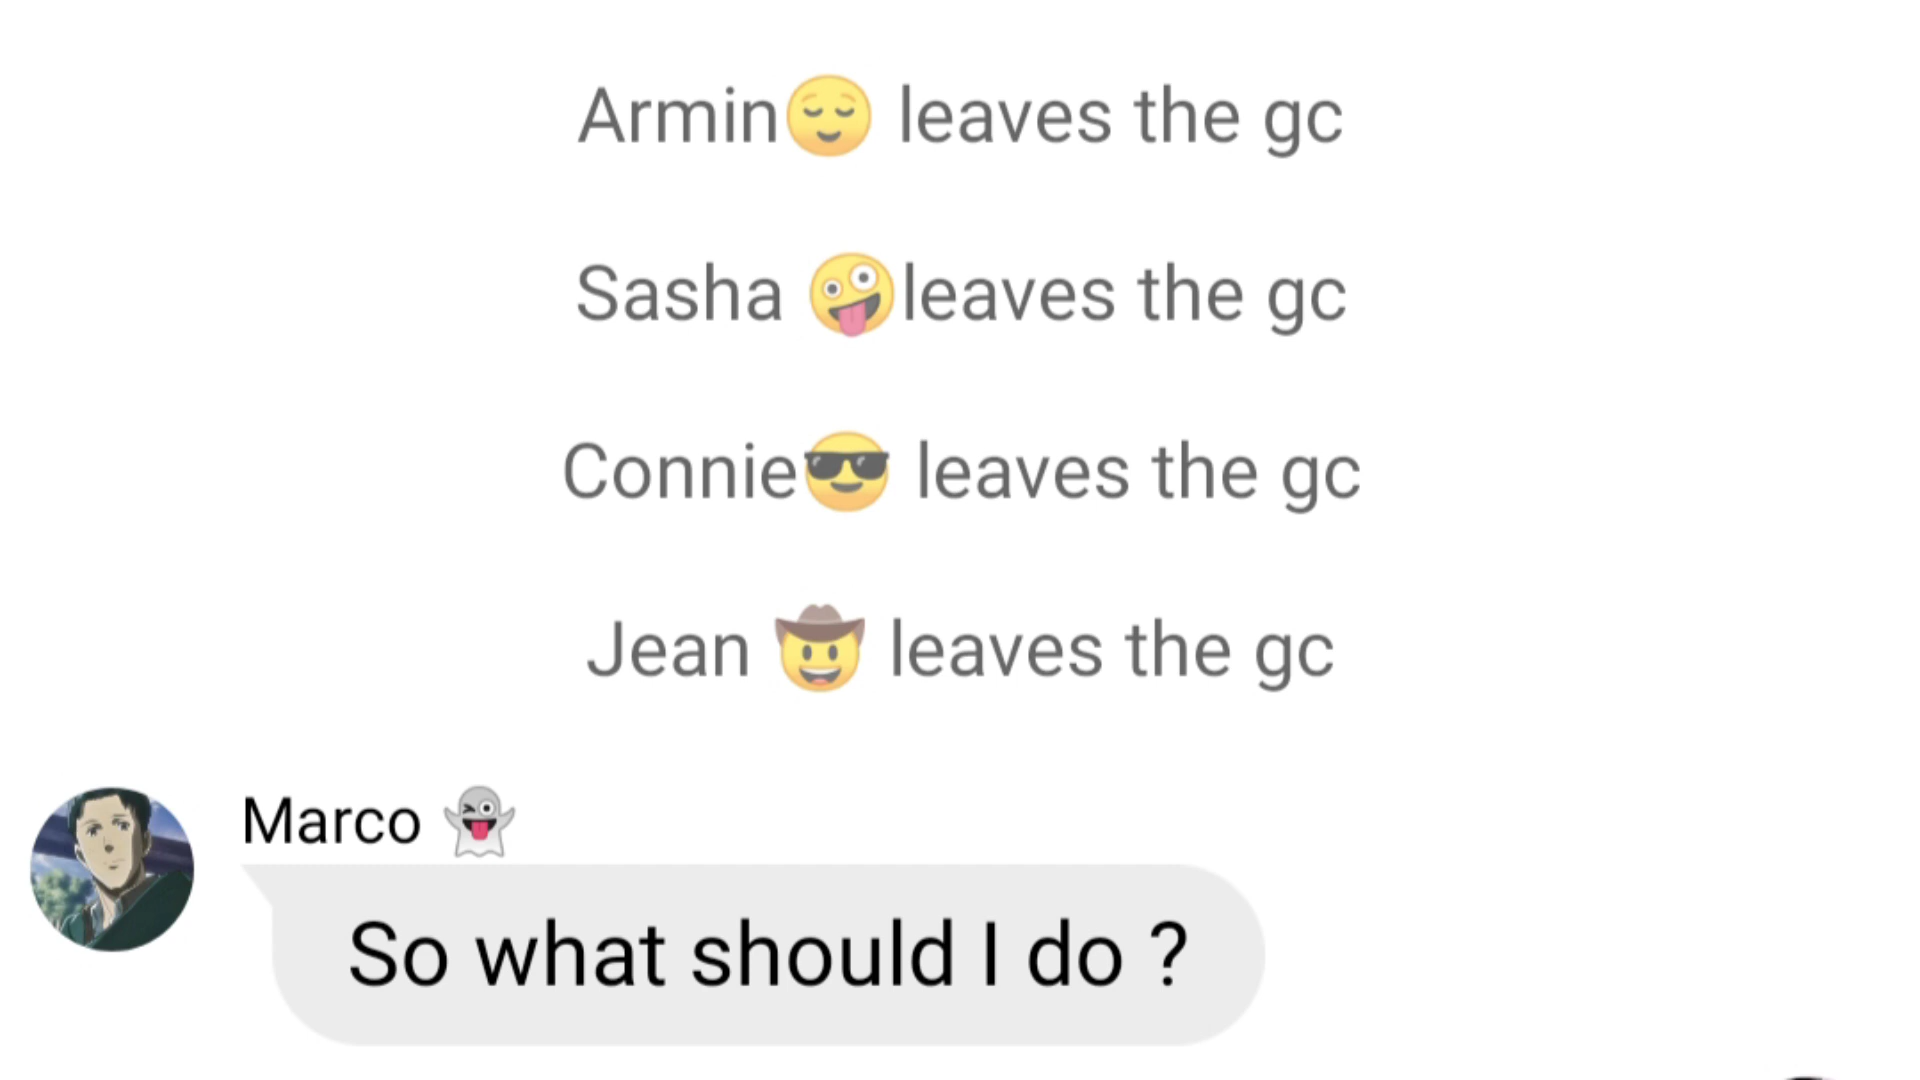 Armin😌 leaves the gc
Sasha 🤪leaves the gc
Connie😎 leaves the gc
Jean 🤠 leaves the gc
Marco 👻
So what should I do ?